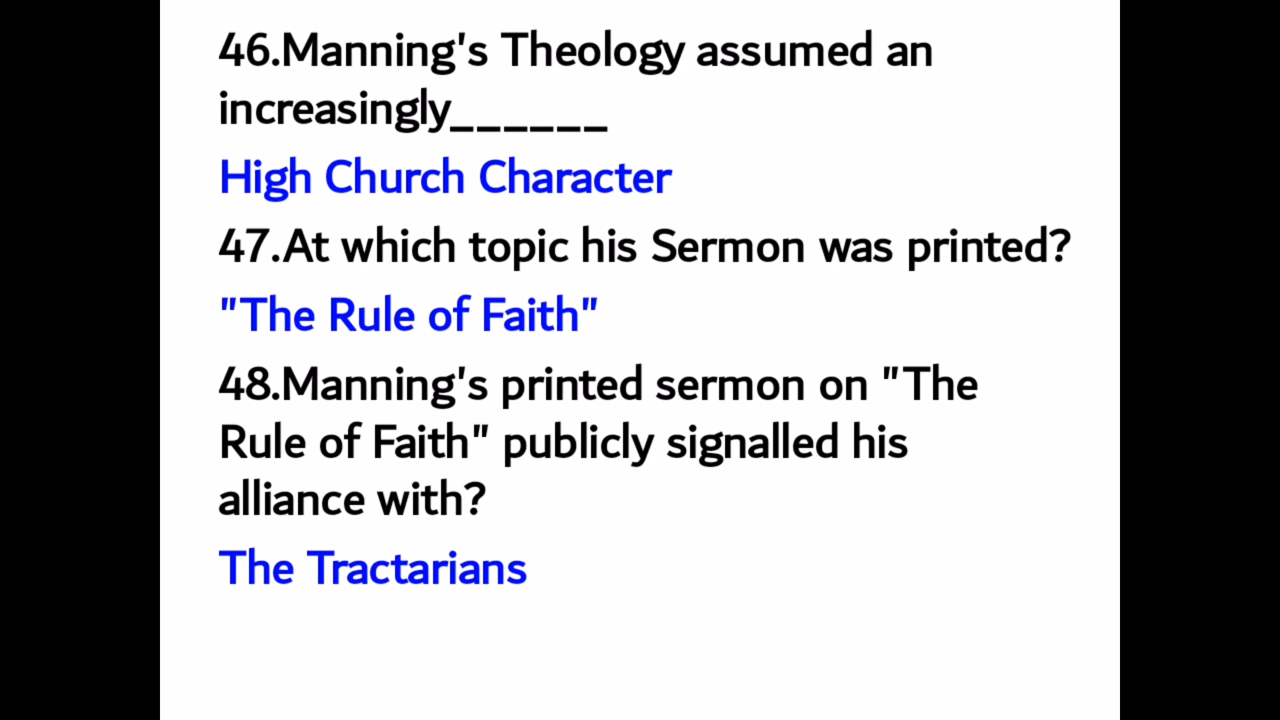 46.Manning's Theology assumed an
increasingly______
High Church Character
47.At which topic his Sermon was printed?
"The Rule of Faith"
48.Manning's printed sermon on "The
Rule of Faith" publicly signalled his
alliance with?
The Tractarians